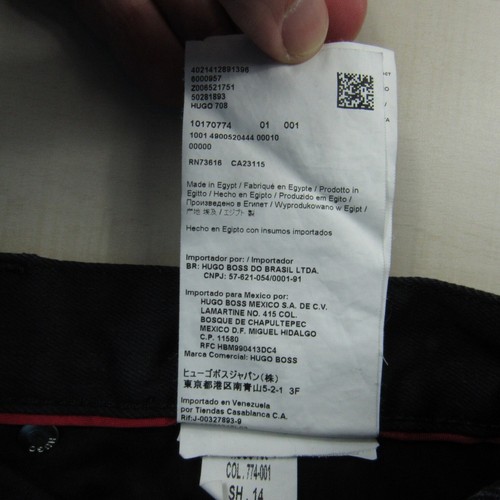 4021412891396
6000957
Z006521751
50281893
HUGO 708
10170774 01 001
1001 4900520444 00010
00000
RN73616 CA23115
Made in Egypt / Fabriqué en Egypte / Prodotto in
Egitto / Hecho en Egipto / Produzido em Egito /
Произведено в Египет / Wyprodukowano w Egipt /
产地 埃及 / エジプト 製
Hecho en Egipto con insumos importados
Importador por: / Importador
BR: HUGO BOSS DO BRASIL LTDA.
CNPJ: 57-621-054/0001-91
Importado para Mexico por:
HUGO BOSS MEXICO S.A. DE C.V.
LAMARTINE NO. 415 COL.
BOSQUE DE CHAPULTEPEC
MEXICO D.F. MIGUEL HIDALGO
C.P. 11580
RFC HBM990413DC4
Marca Comercial: HUGO BOSS
ヒューゴボスジャパン(株)
東京都港区南青山5-2-1 3F
Importado en Venezuela
por Tiendas Casablanca C.A.
Rif:J-00327893-9
COL. 774-001
SH. 14